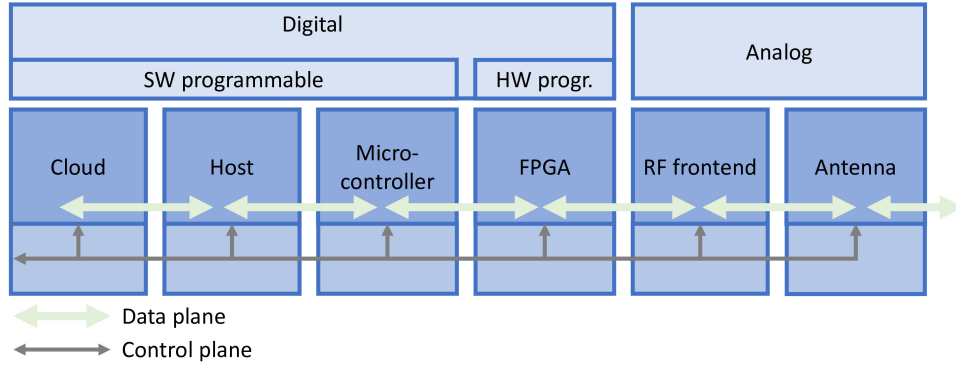 Digital
Analog
SW programmable
HW progr.
Cloud
Host
Micro-
controller
FPGA
RF frontend
Antenna
Data plane
Control plane